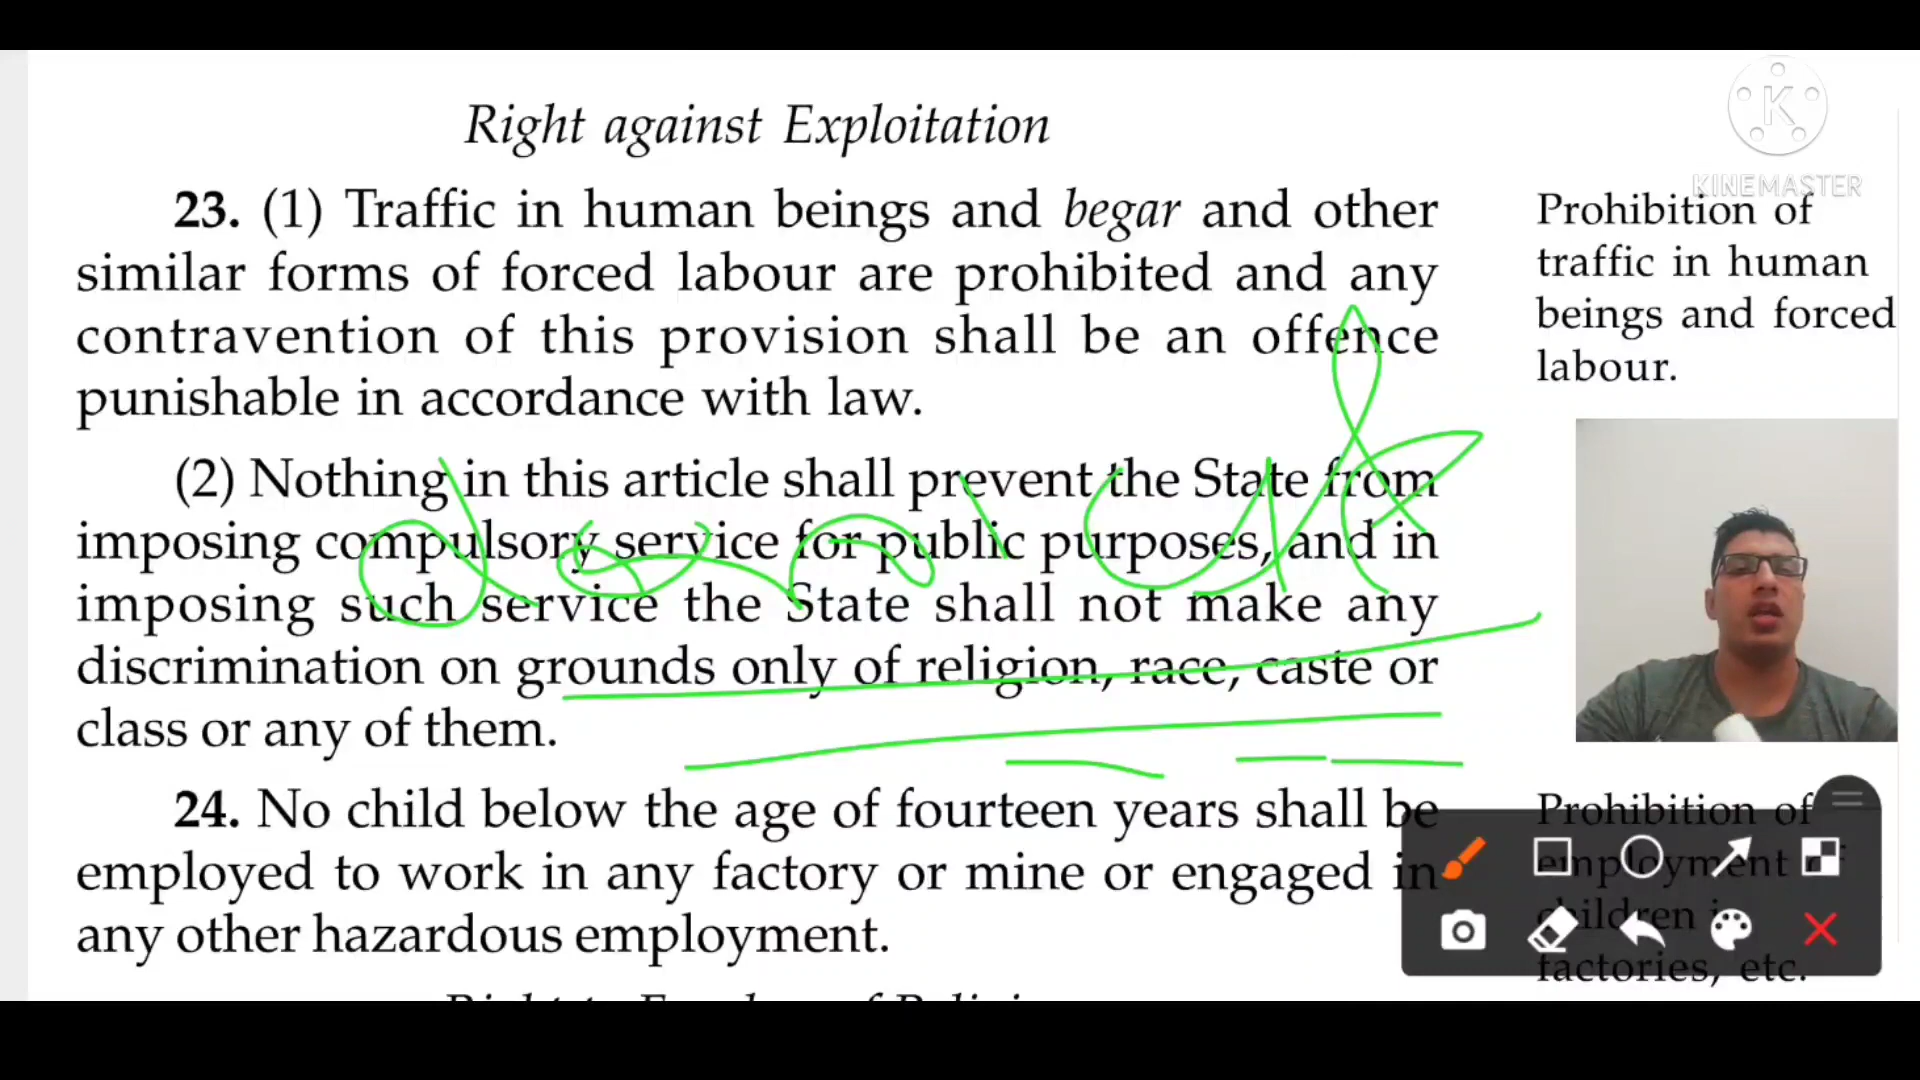 Right against Exploitation
KINEMASTER
23. (1) Traffic in human beings and begar and other
similar forms of forced labour are prohibited and any
contravention of this provision shall be an offence
punishable in accordance with law.
Prohibition of
traffic in human
beings and forced
labour.
(2) Nothing in this article shall prevent the State from
imposing compulsory service for public purposes, and in
imposing such service the State shall not make any
discrimination on grounds only of religion, race, caste or
class or any of them.
24. No child below the age of fourteen years shall be
employed to work in any factory or mine or engaged in
any other hazardous employment.
Prohibition of
employment of
children in
factories, etc.